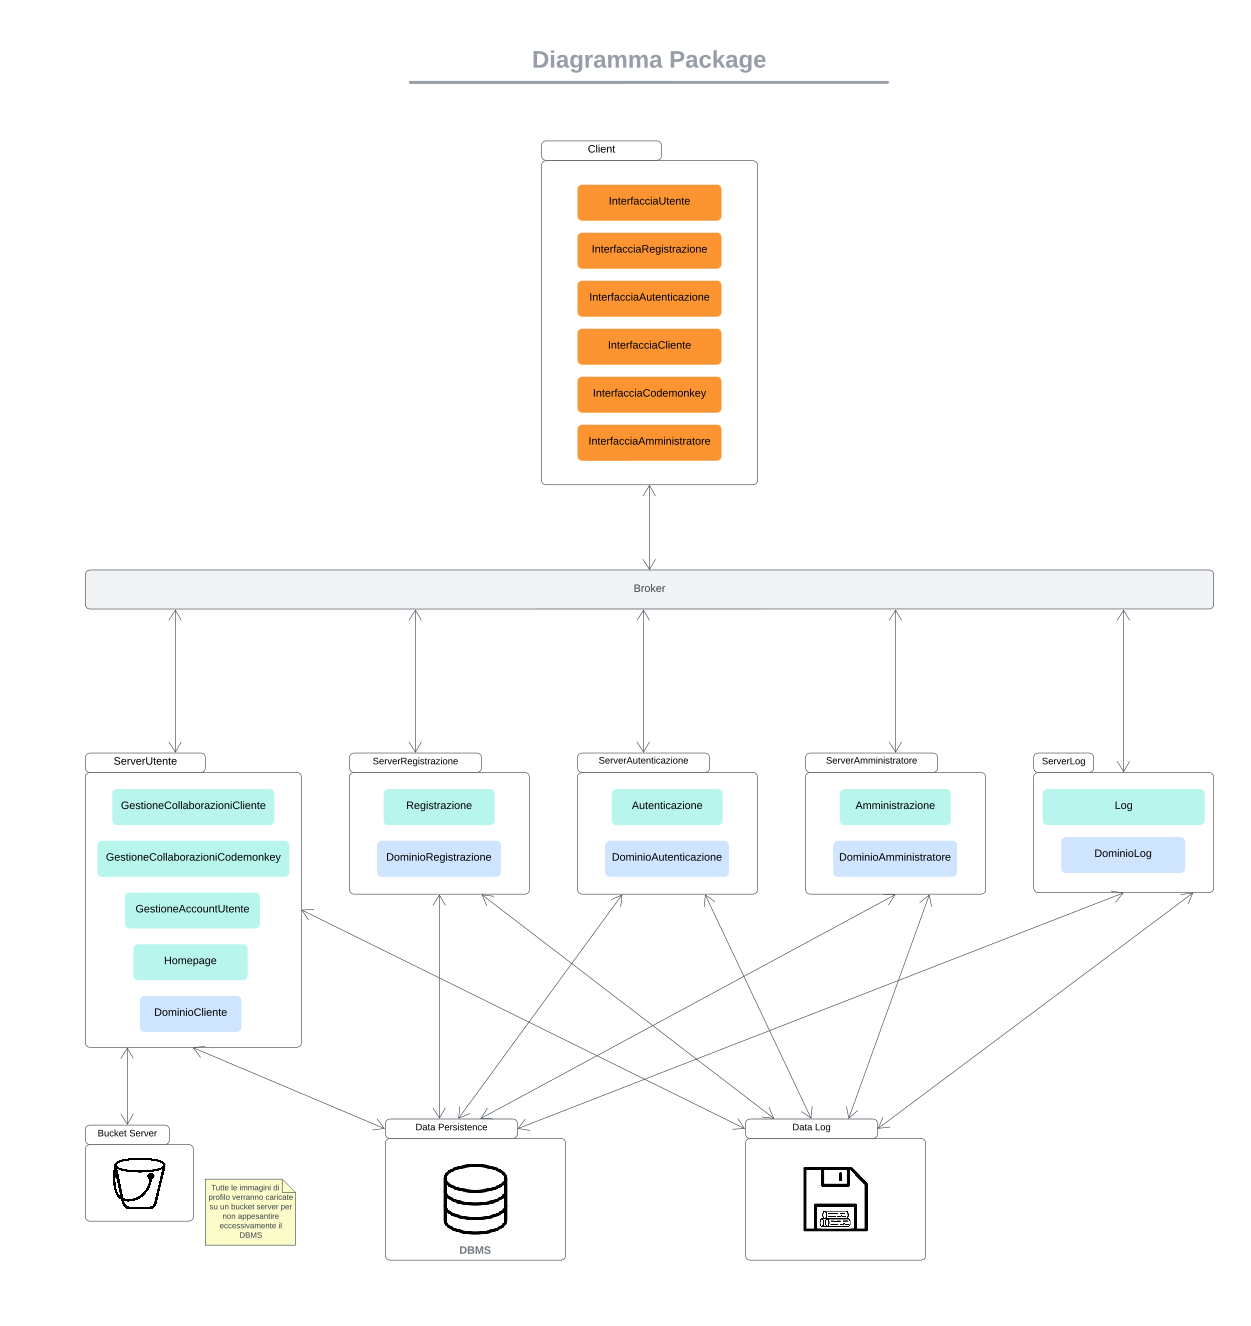 Diagramma Package
Client
InterfacciaUtente
InterfacciaRegistrazione
InterfacciaAutenticazione
InterfacciaCliente
InterfacciaCodemonkey
InterfacciaAmministratore
Broker
ServerUtente
GestioneCollaborazioniCliente
GestioneCollaborazioniCodemonkey
GestioneAccountUtente
Homepage
DominioCliente
ServerRegistrazione
Registrazione
DominioRegistrazione
ServerAutenticazione
Autenticazione
DominioAutenticazione
ServerAmministratore
Amministrazione
DominioAmministratore
ServerLog
Log
DominioLog
Bucket Server
Tutte le immagini di
profilo verranno caricate
su un bucket server per
non appesantire
eccessivamente il
DBMS
Data Persistence
DBMS
Data Log